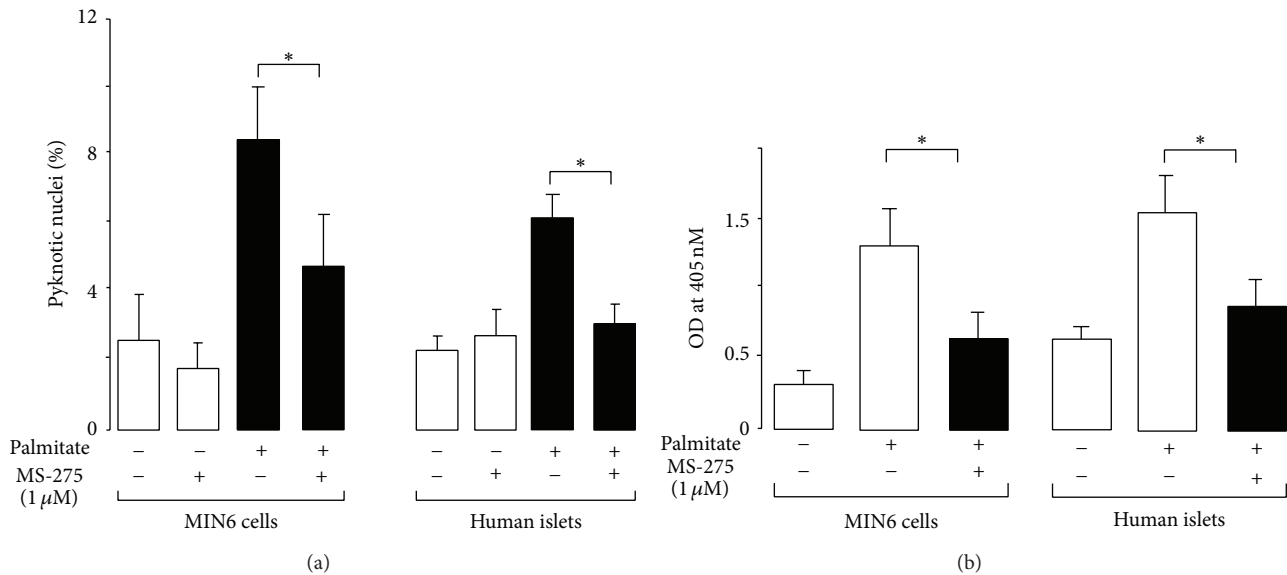 12
8
4
0
Pyknotic nuclei (%)
*
*
Palmitate − − + + − − + +
MS-275 − + − + − + − +
(1 μM)
MIN6 cells
Human islets
(a)
1.5
0.5
0
OD at 405 nM
*
*
Palmitate − + + − + +
MS-275 − − + − − +
(1 μM)
MIN6 cells
Human islets
(b)